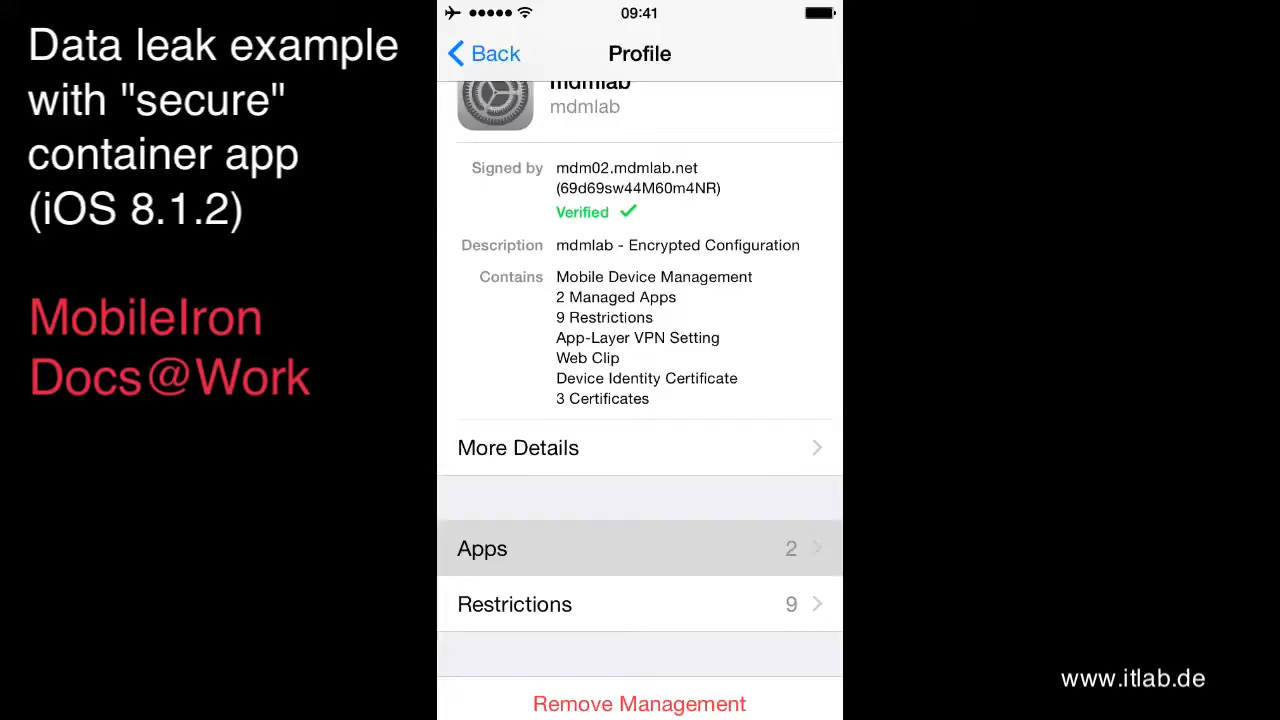 Data leak example
with "secure"
container app
(iOS 8.1.2)
MobileIron
Docs@Work
09:41
Back
Profile
mdmlab
mdmlab
Signed by
mdm02.mdmlab.net
(69d69sw44M60m4NR)
Verified
Description
mdmlab - Encrypted Configuration
Contains
Mobile Device Management
2 Managed Apps
9 Restrictions
App-Layer VPN Setting
Web Clip
Device Identity Certificate
3 Certificates
More Details
Apps 2
Restrictions 9
Remove Management
www.itlab.de